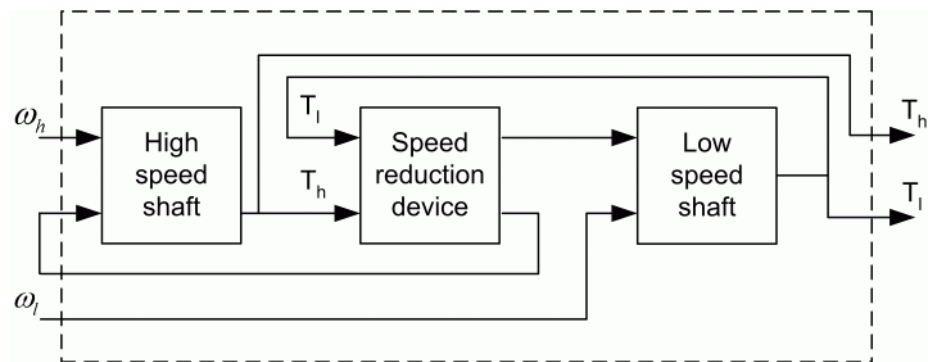 ω_h
High
speed
shaft
T_l
T_h
Speed
reduction
device
Low
speed
shaft
T_h
T_l
ω_l